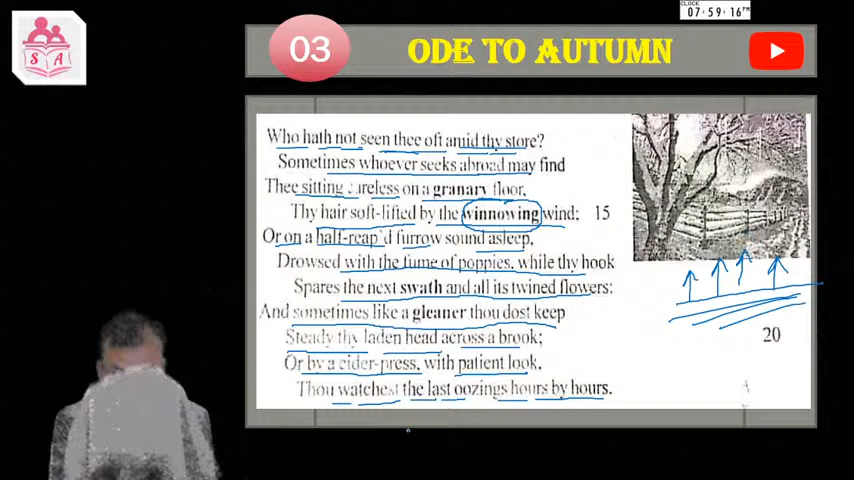 CLOCK
07:59:16PM
S A
03
ODE TO AUTUMN
Who hath not seen thee oft amid thy store?
Sometimes whoever seeks abroad may find
Thee sitting careless on a granary floor,
Thy hair soft-lifted by the winnowing wind; 15
Or on a half-reap'd furrow sound asleep,
Drowsed with the fume of poppies, while thy hook
Spares the next swath and all its twined flowers:
And sometimes like a gleaner thou dost keep
Steady thy laden head across a brook; 20
Or by a cider-press, with patient look,
Thou watchest the last oozings hours by hours.